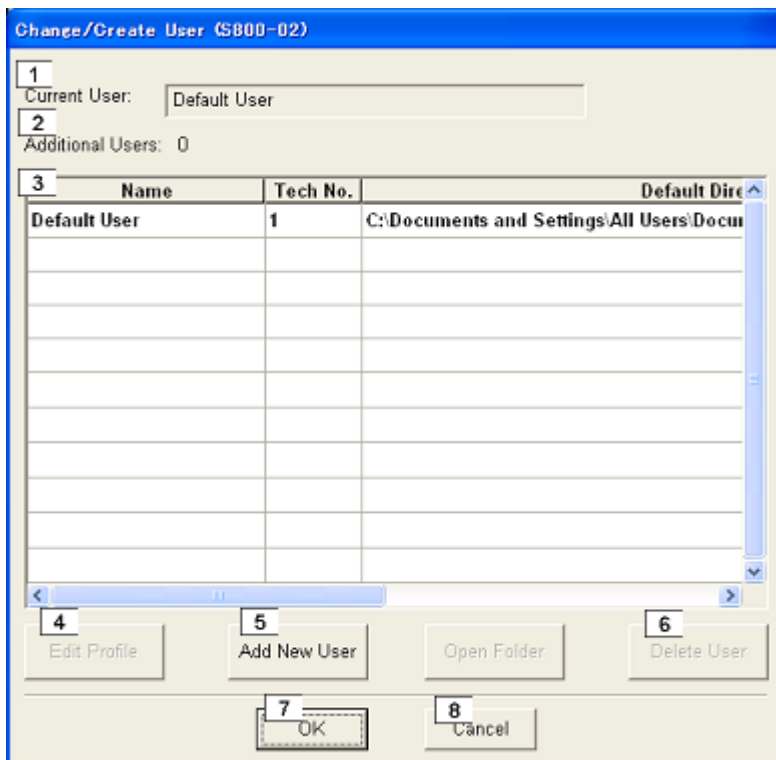 Change/Create User (S800-02)
1
Current User: Default User
2
Additional Users: 0
3
Name Tech No. Default Dire
Default User 1 C:\Documents and Settings\All Users\Docu
4 5 6
Edit Profile Add New User Open Folder Delete User
7 8
OK Cancel